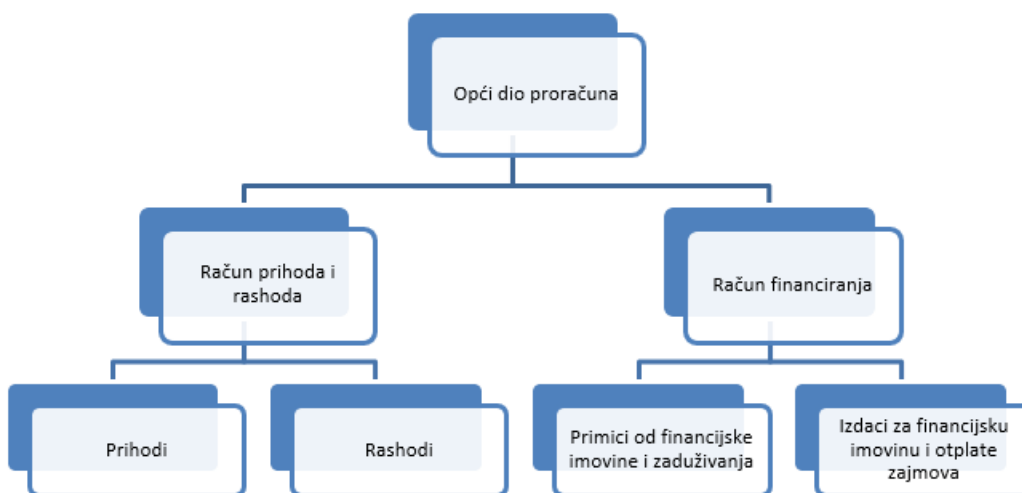 Opći dio proračuna
Račun prihoda i
rashoda
Račun financiranja
Prihodi
Rashodi
Primici od financijske
imovine i zaduživanja
Izdaci za financijsku
imovinu i otplate
zajmova